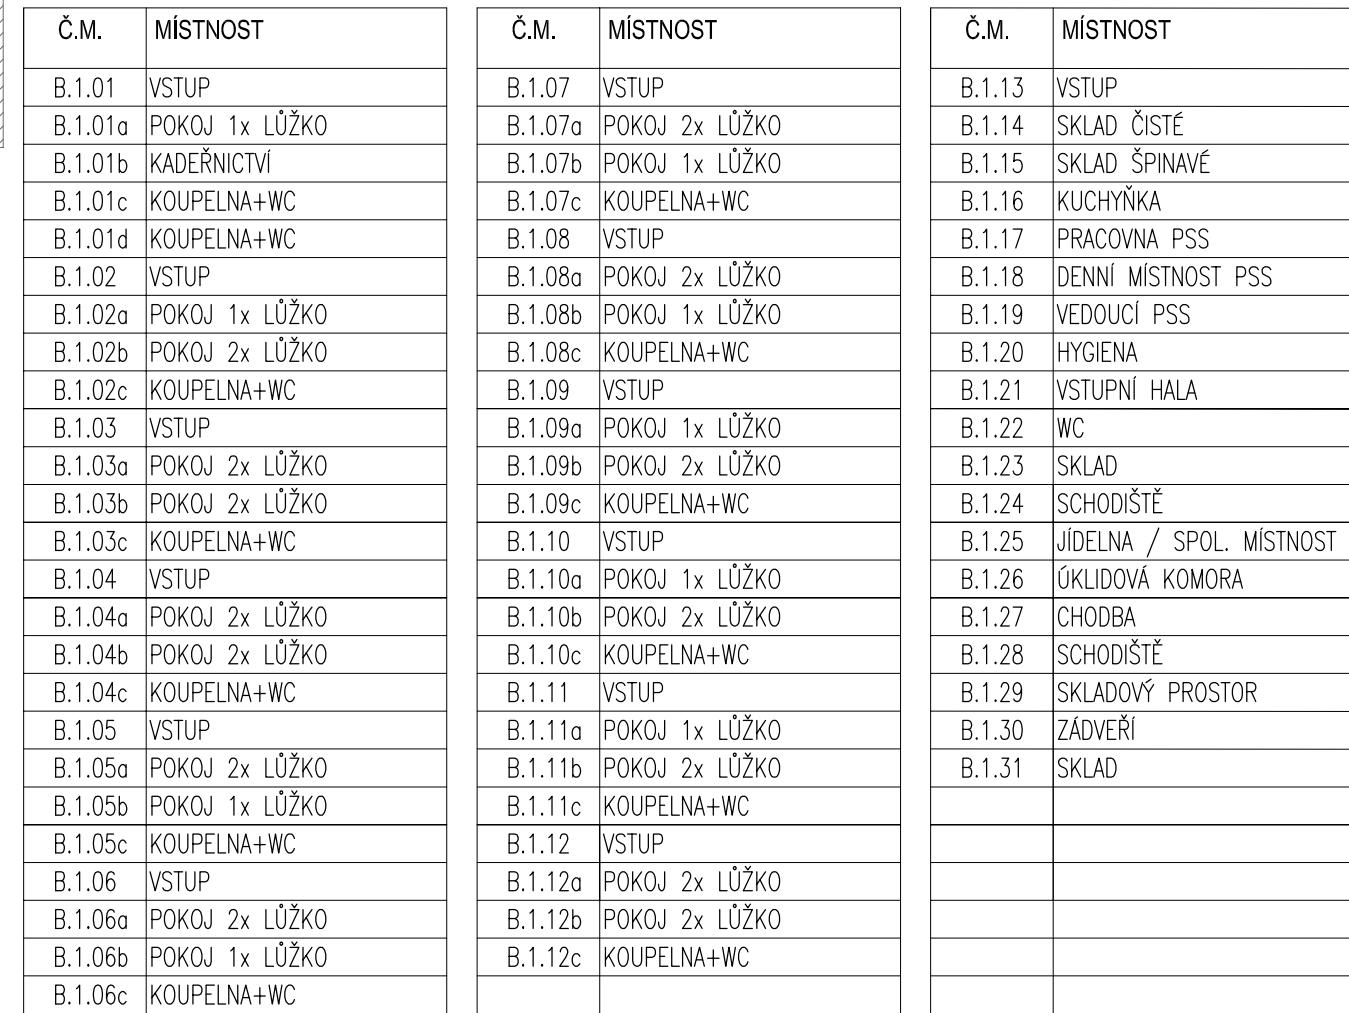 Č.M. MÍSTNOST
B.1.01 VSTUP
B.1.01a POKOJ 1x LŮŽKO
B.1.01b KADEŘNICTVÍ
B.1.01c KOUPELNA+WC
B.1.01d KOUPELNA+WC
B.1.02 VSTUP
B.1.02a POKOJ 1x LŮŽKO
B.1.02b POKOJ 2x LŮŽKO
B.1.02c KOUPELNA+WC
B.1.03 VSTUP
B.1.03a POKOJ 2x LŮŽKO
B.1.03b POKOJ 2x LŮŽKO
B.1.03c KOUPELNA+WC
B.1.04 VSTUP
B.1.04a POKOJ 2x LŮŽKO
B.1.04b POKOJ 2x LŮŽKO
B.1.04c KOUPELNA+WC
B.1.05 VSTUP
B.1.05a POKOJ 2x LŮŽKO
B.1.05b POKOJ 1x LŮŽKO
B.1.05c KOUPELNA+WC
B.1.06 VSTUP
B.1.06a POKOJ 2x LŮŽKO
B.1.06b POKOJ 1x LŮŽKO
B.1.06c KOUPELNA+WC
Č.M. MÍSTNOST
B.1.07 VSTUP
B.1.07a POKOJ 2x LŮŽKO
B.1.07b POKOJ 1x LŮŽKO
B.1.07c KOUPELNA+WC
B.1.08 VSTUP
B.1.08a POKOJ 2x LŮŽKO
B.1.08b POKOJ 1x LŮŽKO
B.1.08c KOUPELNA+WC
B.1.09 VSTUP
B.1.09a POKOJ 1x LŮŽKO
B.1.09b POKOJ 2x LŮŽKO
B.1.09c KOUPELNA+WC
B.1.10 VSTUP
B.1.10a POKOJ 1x LŮŽKO
B.1.10b POKOJ 2x LŮŽKO
B.1.10c KOUPELNA+WC
B.1.11 VSTUP
B.1.11a POKOJ 1x LŮŽKO
B.1.11b POKOJ 2x LŮŽKO
B.1.11c KOUPELNA+WC
B.1.12 VSTUP
B.1.12a POKOJ 2x LŮŽKO
B.1.12b POKOJ 2x LŮŽKO
B.1.12c KOUPELNA+WC
Č.M. MÍSTNOST
B.1.13 VSTUP
B.1.14 SKLAD ČISTÉ
B.1.15 SKLAD ŠPINAVÉ
B.1.16 KUCHYŇKA
B.1.17 PRACOVNA PSS
B.1.18 DENNÍ MÍSTNOST PSS
B.1.19 VEDOUCÍ PSS
B.1.20 HYGIENA
B.1.21 VSTUPNÍ HALA
B.1.22 WC
B.1.23 SKLAD
B.1.24 SCHODIŠTĚ
B.1.25 JÍDELNA / SPOL. MÍSTNOST
B.1.26 ÚKLIDOVÁ KOMORA
B.1.27 CHODBA
B.1.28 SCHODIŠTĚ
B.1.29 SKLADOVÝ PROSTOR
B.1.30 ZÁDVEŘÍ
B.1.31 SKLAD